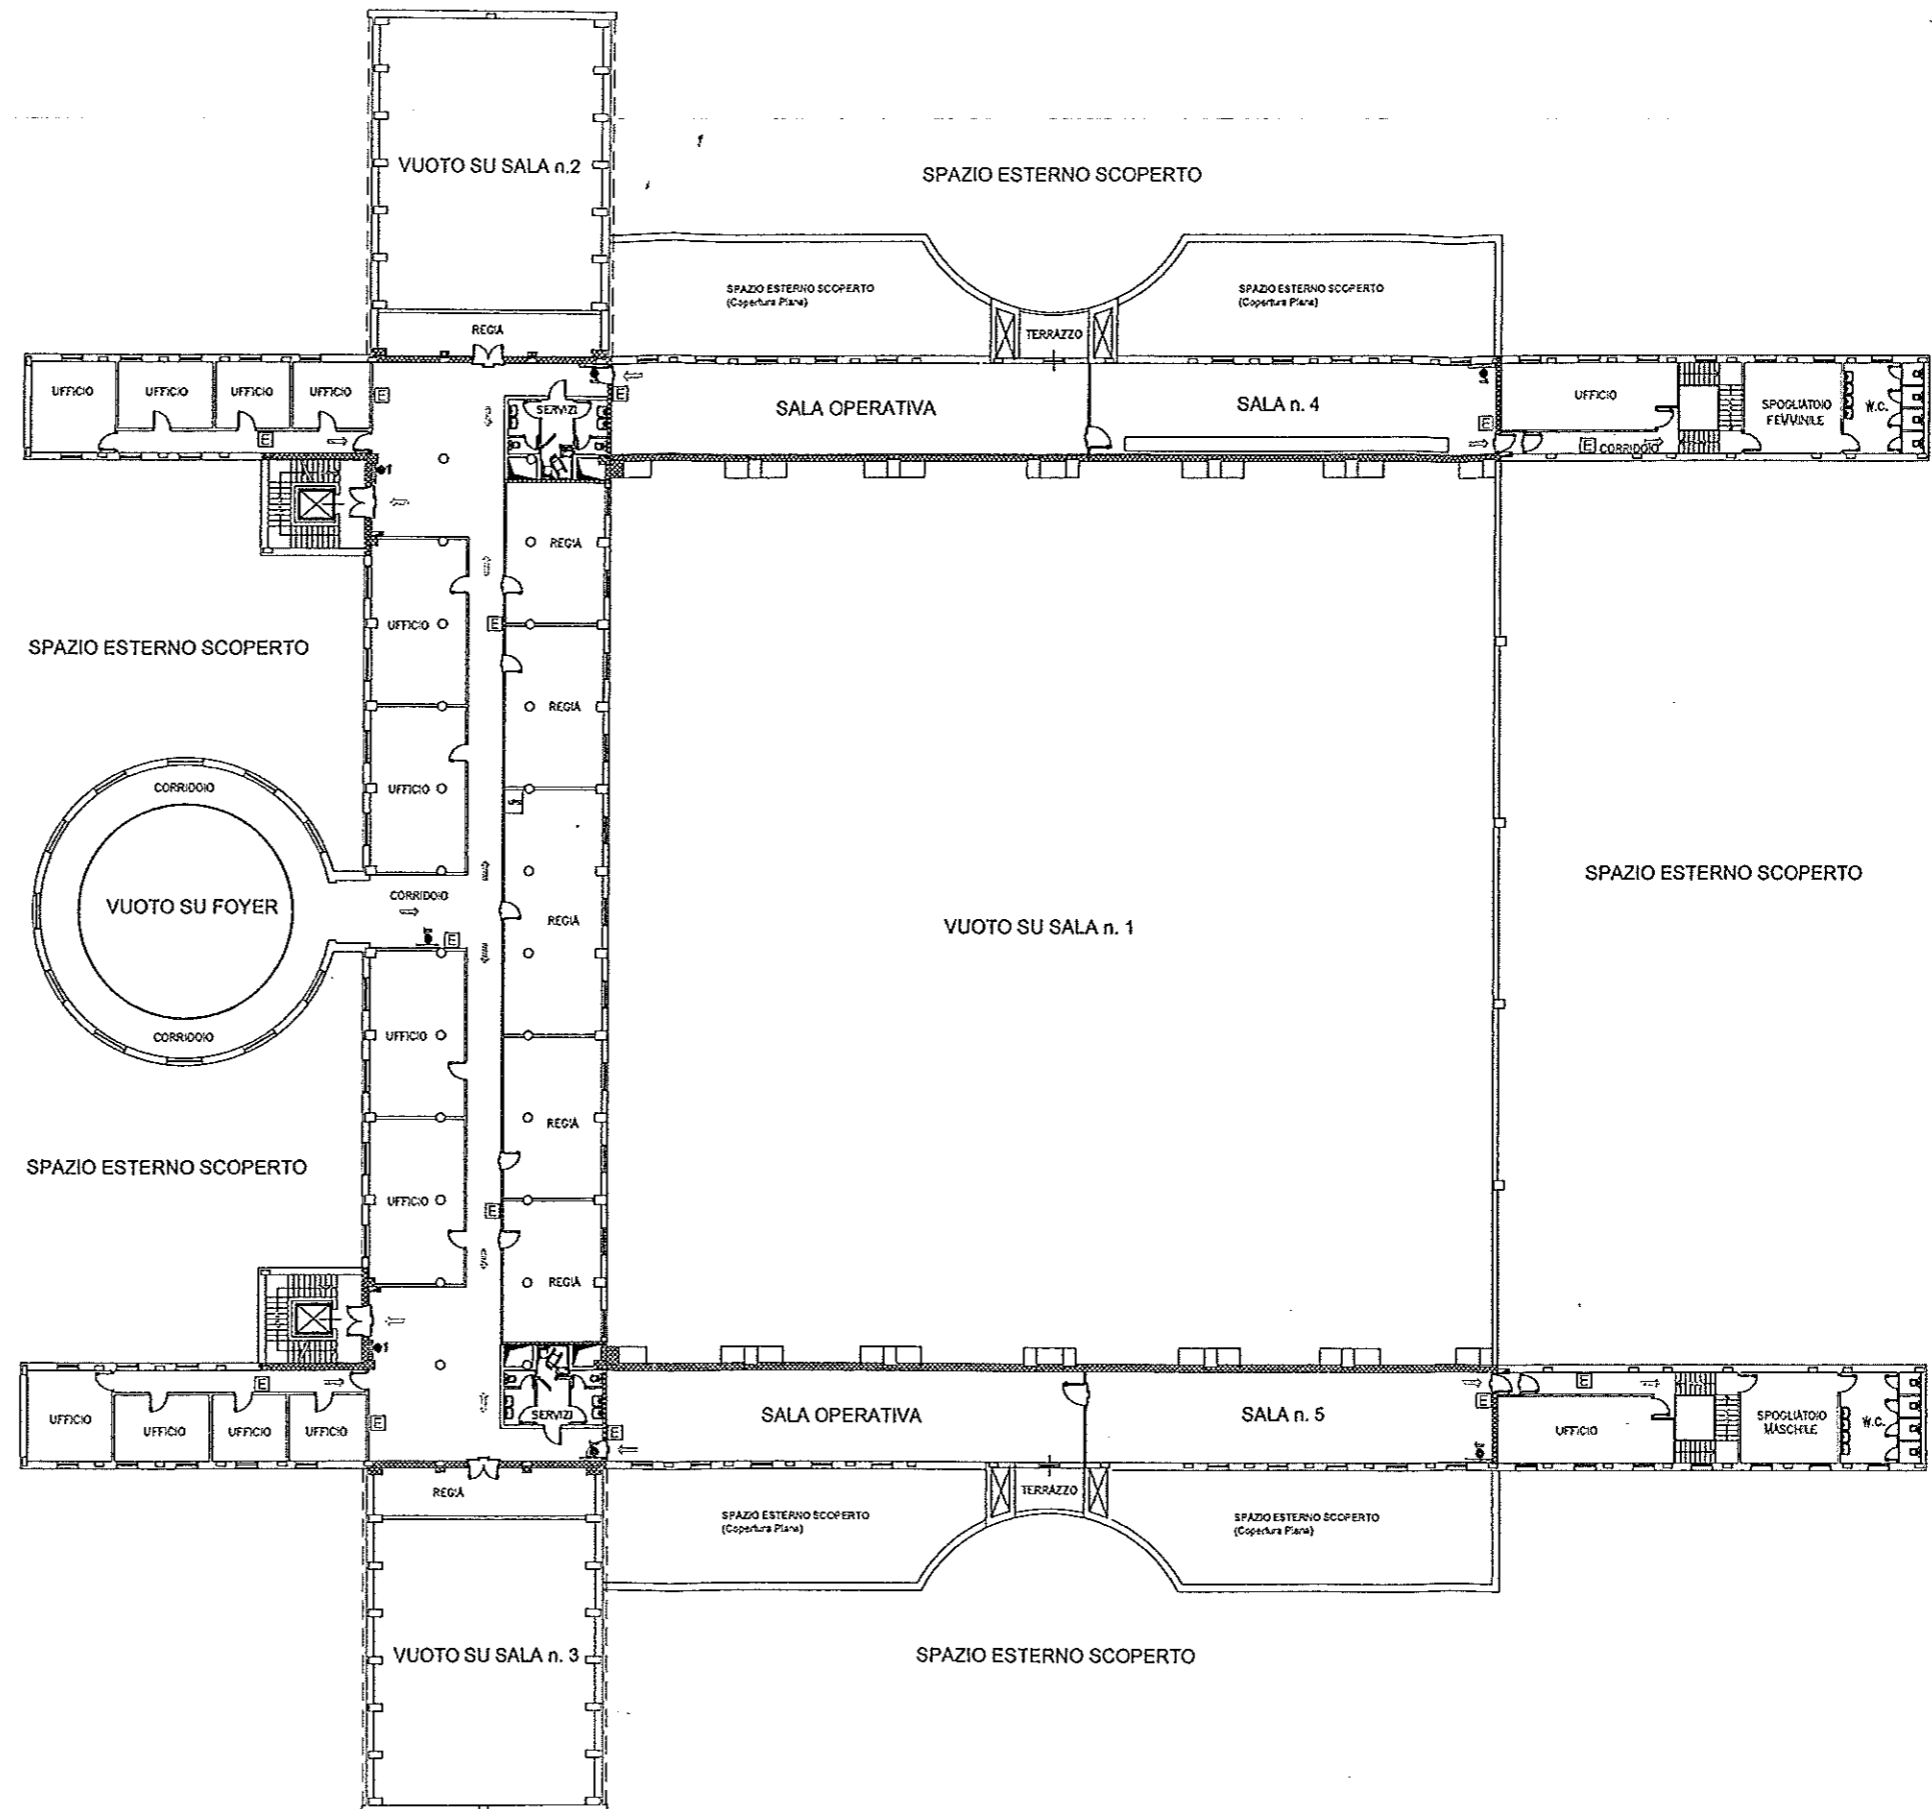 VUOTO SU SALA n.2
SPAZIO ESTERNO SCOPERTO
SPAZIO ESTERNO SCOPERTO
(Copertura Piana)
SPAZIO ESTERNO SCOPERTO
(Copertura Piana)
REGIA
TERRAZZO
UFFICIO
UFFICIO
UFFICIO
UFFICIO
E
E
SERVIZI
E
SALA OPERATIVA
SALA n. 4
E
UFFICIO
E
CORRIDOIO
SPOGLIATOIO
FEMMINILE
W.C.
REGIA
UFFICIO
E
SPAZIO ESTERNO SCOPERTO
REGIA
UFFICIO
CORRIDOIO
VUOTO SU FOYER
CORRIDOIO
CORRIDOIO
E
REGIA
VUOTO SU SALA n. 1
SPAZIO ESTERNO SCOPERTO
UFFICIO
REGIA
SPAZIO ESTERNO SCOPERTO
UFFICIO
E
REGIA
UFFICIO
UFFICIO
UFFICIO
UFFICIO
E
E
SERVIZI
E
SALA OPERATIVA
SALA n. 5
E
E
UFFICIO
SPOGLIATOIO
MASCHILE
W.C.
REGIA
TERRAZZO
SPAZIO ESTERNO SCOPERTO
(Copertura Piana)
SPAZIO ESTERNO SCOPERTO
(Copertura Piana)
VUOTO SU SALA n. 3
SPAZIO ESTERNO SCOPERTO